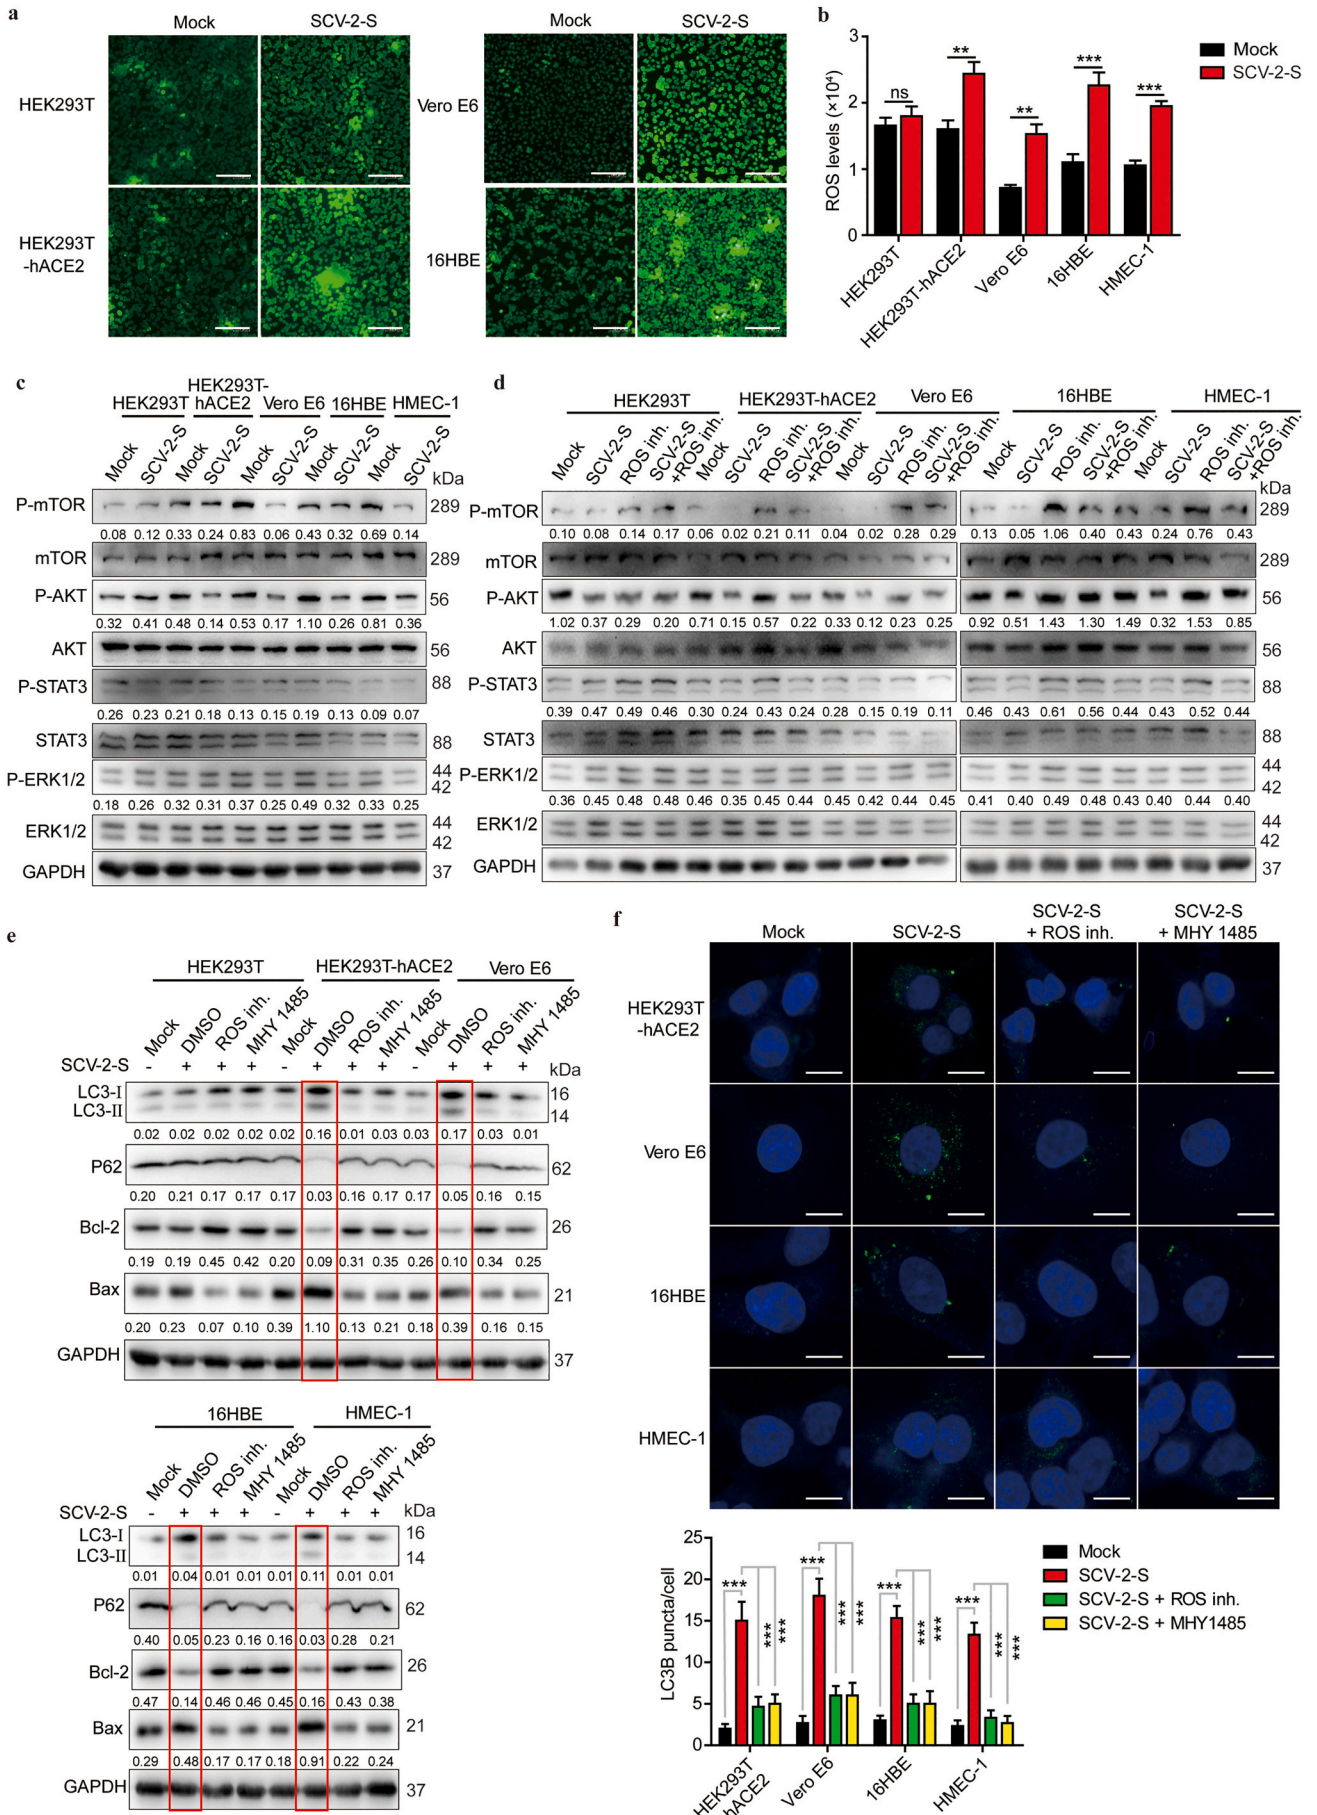 a
Mock SCV-2-S Mock SCV-2-S
HEK293T Vero E6
HEK293T
-hACE2
16HBE
b
ROS levels (×10⁴)
3
2
1
0
ns ** ** *** ***
Mock
SCV-2-S
HEK293T HEK293T-hACE2 Vero E6 16HBE HMEC-1
c
HEK293T HEK293T-
hACE2 Vero E6 16HBE HMEC-1
Mock SCV-2-S Mock SCV-2-S Mock SCV-2-S Mock SCV-2-S Mock SCV-2-S
kDa
P-mTOR 289
0.08 0.12 0.33 0.24 0.83 0.06 0.43 0.32 0.69 0.14
mTOR 289
P-AKT 56
0.32 0.41 0.48 0.14 0.53 0.17 1.10 0.26 0.81 0.36
AKT 56
P-STAT3 88
0.26 0.23 0.21 0.18 0.13 0.15 0.19 0.13 0.09 0.07
STAT3 88
P-ERK1/2 44
42
0.18 0.26 0.32 0.31 0.37 0.25 0.49 0.32 0.33 0.25
ERK1/2 44
42
GAPDH 37
d
HEK293T HEK293T-hACE2 Vero E6 16HBE HMEC-1
Mock SCV-2-S ROS inh. SCV-2-S +ROS inh. Mock SCV-2-S ROS inh. SCV-2-S +ROS inh. Mock SCV-2-S ROS inh. SCV-2-S +ROS inh. Mock SCV-2-S ROS inh. SCV-2-S +ROS inh. Mock SCV-2-S ROS inh. SCV-2-S +ROS inh.
kDa
P-mTOR 289
0.10 0.08 0.14 0.17 0.06 0.02 0.21 0.11 0.04 0.02 0.28 0.29 0.13 0.05 1.06 0.40 0.43 0.24 0.76 0.43
mTOR 289
P-AKT 56
1.02 0.37 0.29 0.20 0.71 0.15 0.57 0.22 0.33 0.12 0.23 0.25 0.92 0.51 1.43 1.30 1.49 0.32 1.53 0.85
AKT 56
P-STAT3 88
0.39 0.47 0.49 0.46 0.30 0.24 0.43 0.24 0.28 0.15 0.19 0.11 0.46 0.43 0.61 0.56 0.44 0.43 0.52 0.44
STAT3 88
P-ERK1/2 44
42
0.36 0.45 0.48 0.48 0.46 0.35 0.45 0.44 0.45 0.42 0.44 0.45 0.41 0.40 0.49 0.48 0.43 0.40 0.44 0.40
ERK1/2 44
42
GAPDH 37
e
HEK293T HEK293T-hACE2 Vero E6
Mock DMSO ROS inh. MHY 1485 Mock DMSO ROS inh. MHY 1485 Mock DMSO ROS inh. MHY 1485
SCV-2-S - + + + - + + + - + + + kDa
LC3-I 16
LC3-II 14
0.02 0.02 0.02 0.02 0.02 0.16 0.01 0.03 0.03 0.17 0.03 0.01
P62 62
0.20 0.21 0.17 0.17 0.17 0.03 0.16 0.17 0.17 0.05 0.16 0.15
Bcl-2 26
0.19 0.19 0.45 0.42 0.20 0.09 0.31 0.35 0.26 0.10 0.34 0.25
Bax 21
0.20 0.23 0.07 0.10 0.39 1.10 0.13 0.21 0.18 0.39 0.16 0.15
GAPDH 37
16HBE HMEC-1
Mock DMSO ROS inh. MHY 1485 Mock DMSO ROS inh. MHY 1485
SCV-2-S - + + + - + + + kDa
LC3-I 16
LC3-II 14
0.01 0.04 0.01 0.01 0.01 0.11 0.01 0.01
P62 62
0.40 0.05 0.23 0.16 0.16 0.03 0.28 0.21
Bcl-2 26
0.47 0.14 0.46 0.46 0.45 0.16 0.43 0.38
Bax 21
0.29 0.48 0.17 0.17 0.18 0.91 0.22 0.24
GAPDH 37
f
Mock SCV-2-S SCV-2-S
+ ROS inh. SCV-2-S
+ MHY 1485
HEK293T
-hACE2
Vero E6
16HBE
HMEC-1
LC3B puncta/cell
25
20
15
10
5
0
*** *** *** *** *** *** *** *** *** *** *** ***
Mock
SCV-2-S
SCV-2-S + ROS inh.
SCV-2-S + MHY1485
HEK293T
hACE2 Vero E6 16HBE HMEC-1